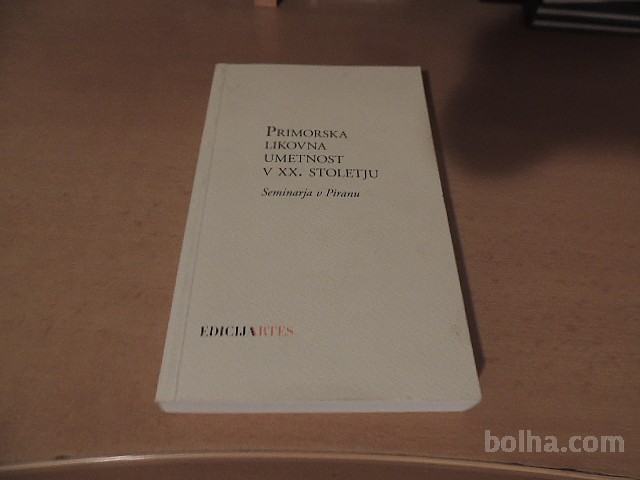 PRIMORSKA
LIKOVNA
UMETNOST
V XX. STOLETJU
Seminarja v Piranu
EDICIJARTES
bolha.com